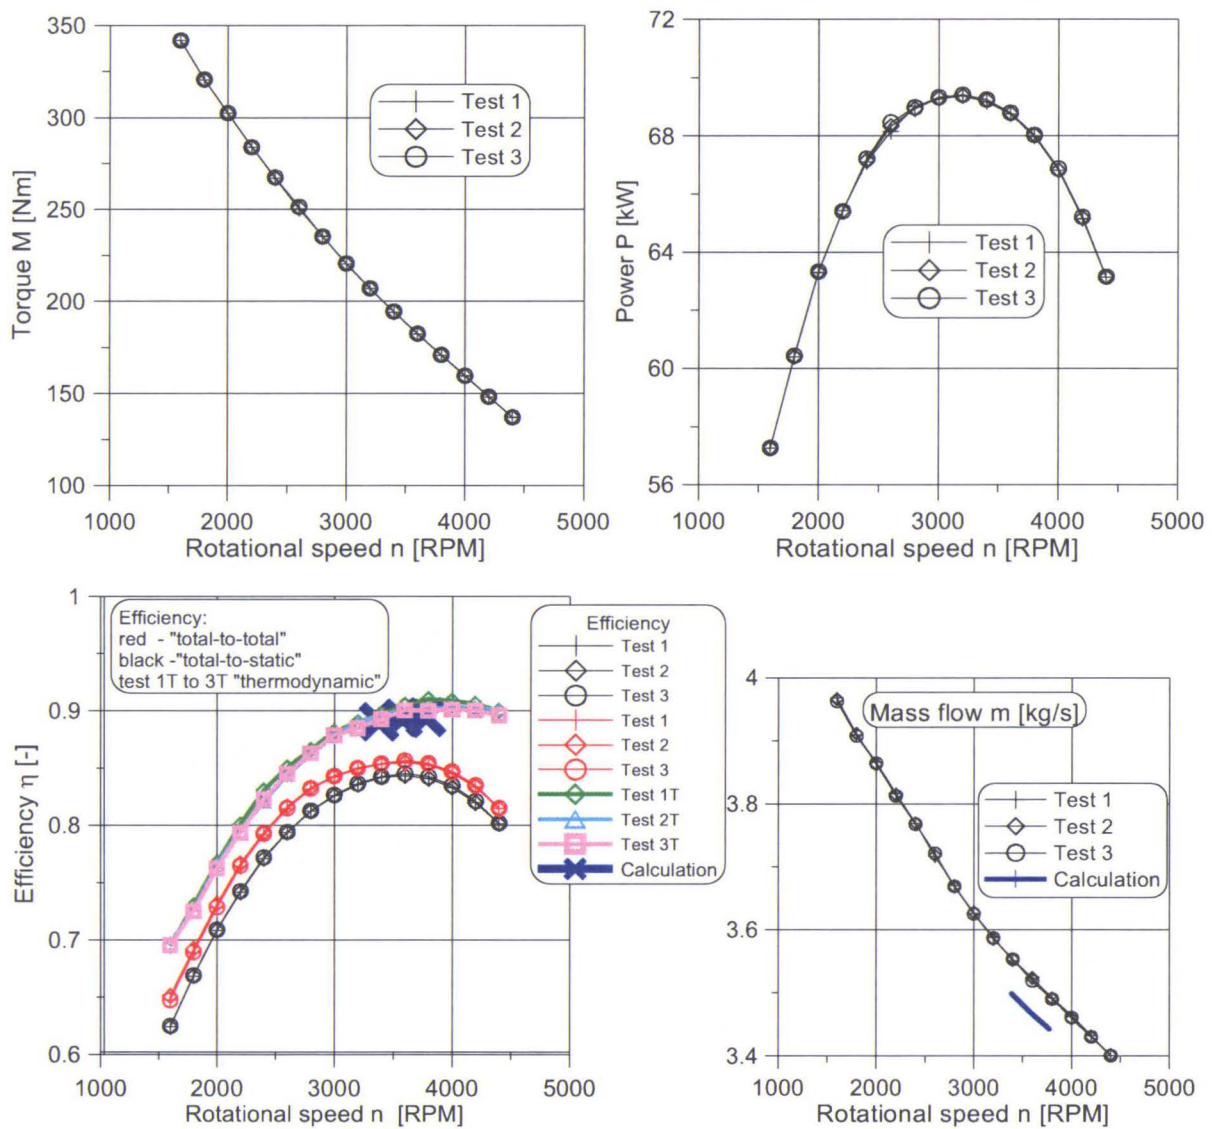 350
300
250
200
150
100
Torque M [Nm]
Test 1
Test 2
Test 3
1000 2000 3000 4000 5000
Rotational speed n [RPM]
72
68
64
60
56
Power P [kW]
Test 1
Test 2
Test 3
1000 2000 3000 4000 5000
Rotational speed n [RPM]
1
0.9
0.8
0.7
0.6
Efficiency η [-]
Efficiency:
red - "total-to-total"
black -"total-to-static"
test 1T to 3T "thermodynamic"
Efficiency
Test 1
Test 2
Test 3
Test 1
Test 2
Test 3
Test 1T
Test 2T
Test 3T
Calculation
1000 2000 3000 4000 5000
Rotational speed n [RPM]
4
3.8
3.6
3.4
Mass flow m [kg/s]
Test 1
Test 2
Test 3
Calculation
1000 2000 3000 4000 5000
Rotational speed n [RPM]